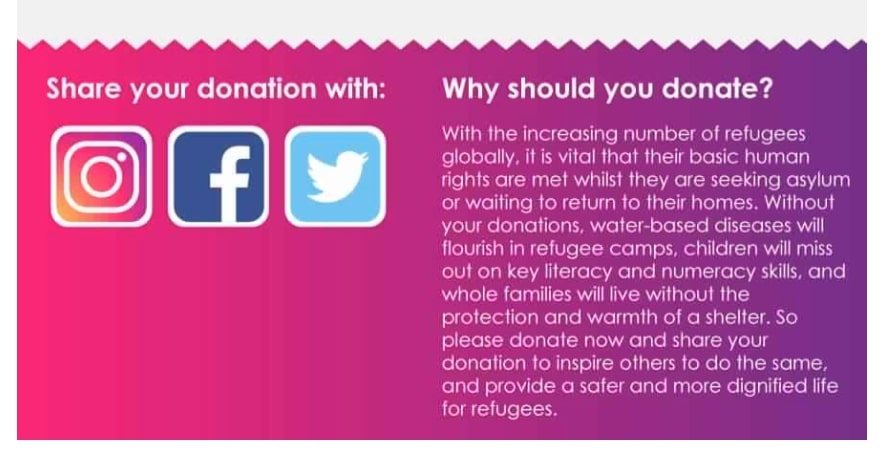 Share your donation with:
Why should you donate?
With the increasing number of refugees
globally, it is vital that their basic human
rights are met whilst they are seeking asylum
or waiting to return to their homes. Without
your donations, water-based diseases will
flourish in refugee camps, children will miss
out on key literacy and numeracy skills, and
whole families will live without the
protection and warmth of a shelter. So
please donate now and share your
donation to inspire others to do the same,
and provide a safer and more dignified life
for refugees.